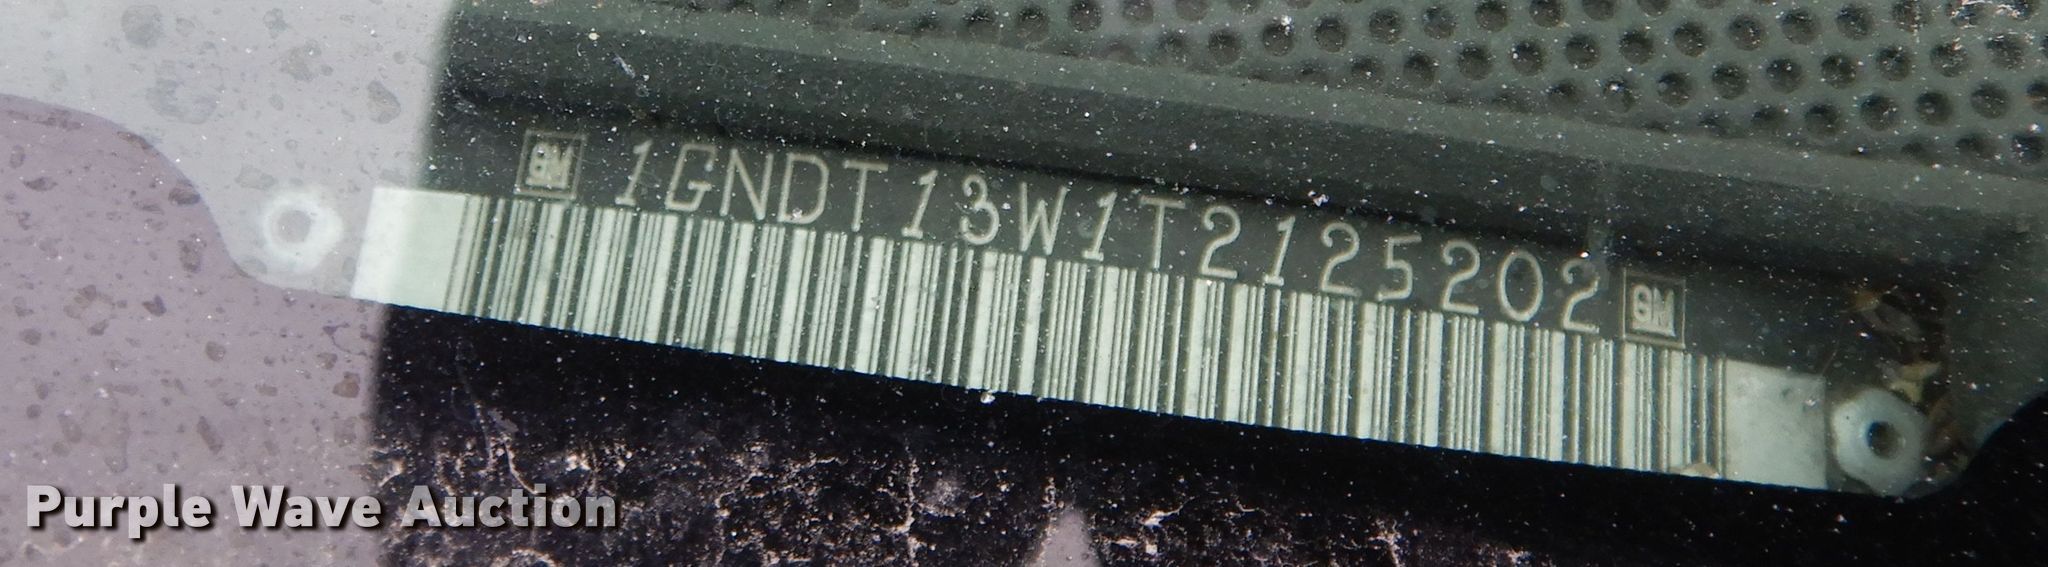 GM 1GNDT13W1T2125202 GM
Purple Wave Auction